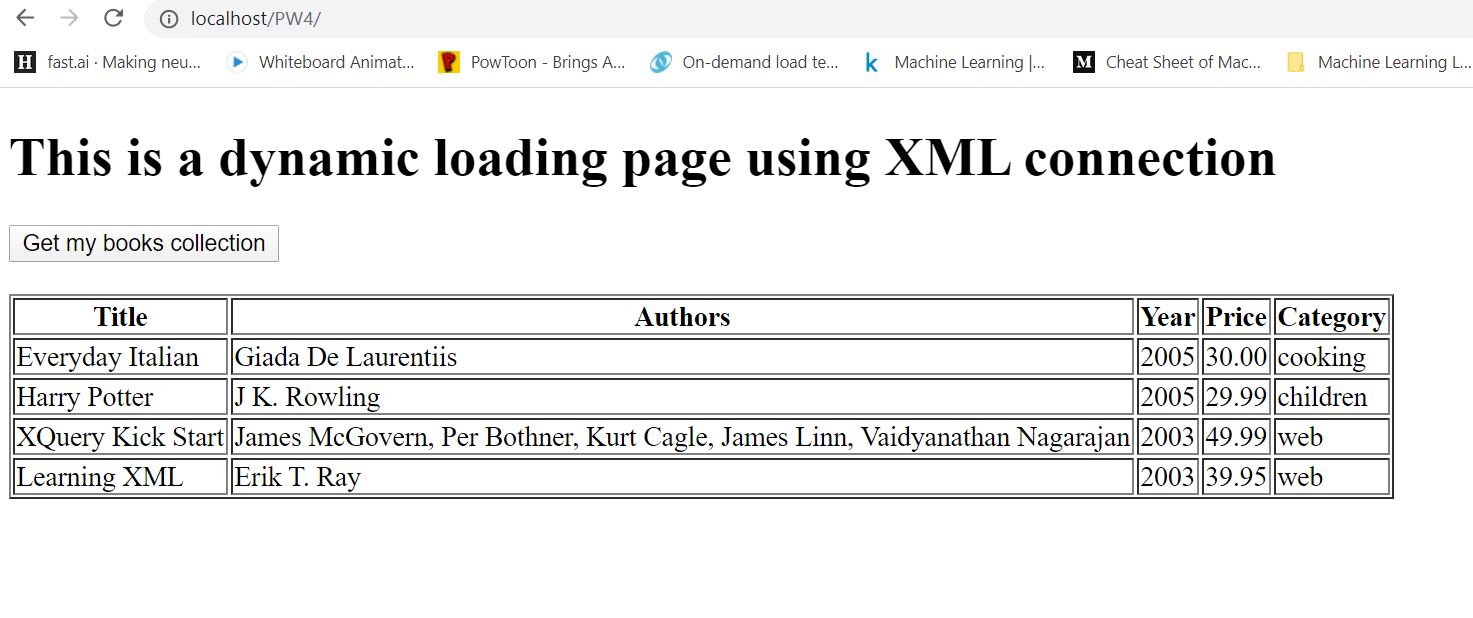 localhost/PW4/
H fast.ai · Making neu... Whiteboard Animat... P PowToon - Brings A... On-demand load te... k Machine Learning |... M Cheat Sheet of Mac... Machine Learning L...
This is a dynamic loading page using XML connection
Get my books collection
Title Authors Year Price Category
Everyday Italian Giada De Laurentiis 2005 30.00 cooking
Harry Potter J K. Rowling 2005 29.99 children
XQuery Kick Start James McGovern, Per Bothner, Kurt Cagle, James Linn, Vaidyanathan Nagarajan 2003 49.99 web
Learning XML Erik T. Ray 2003 39.95 web